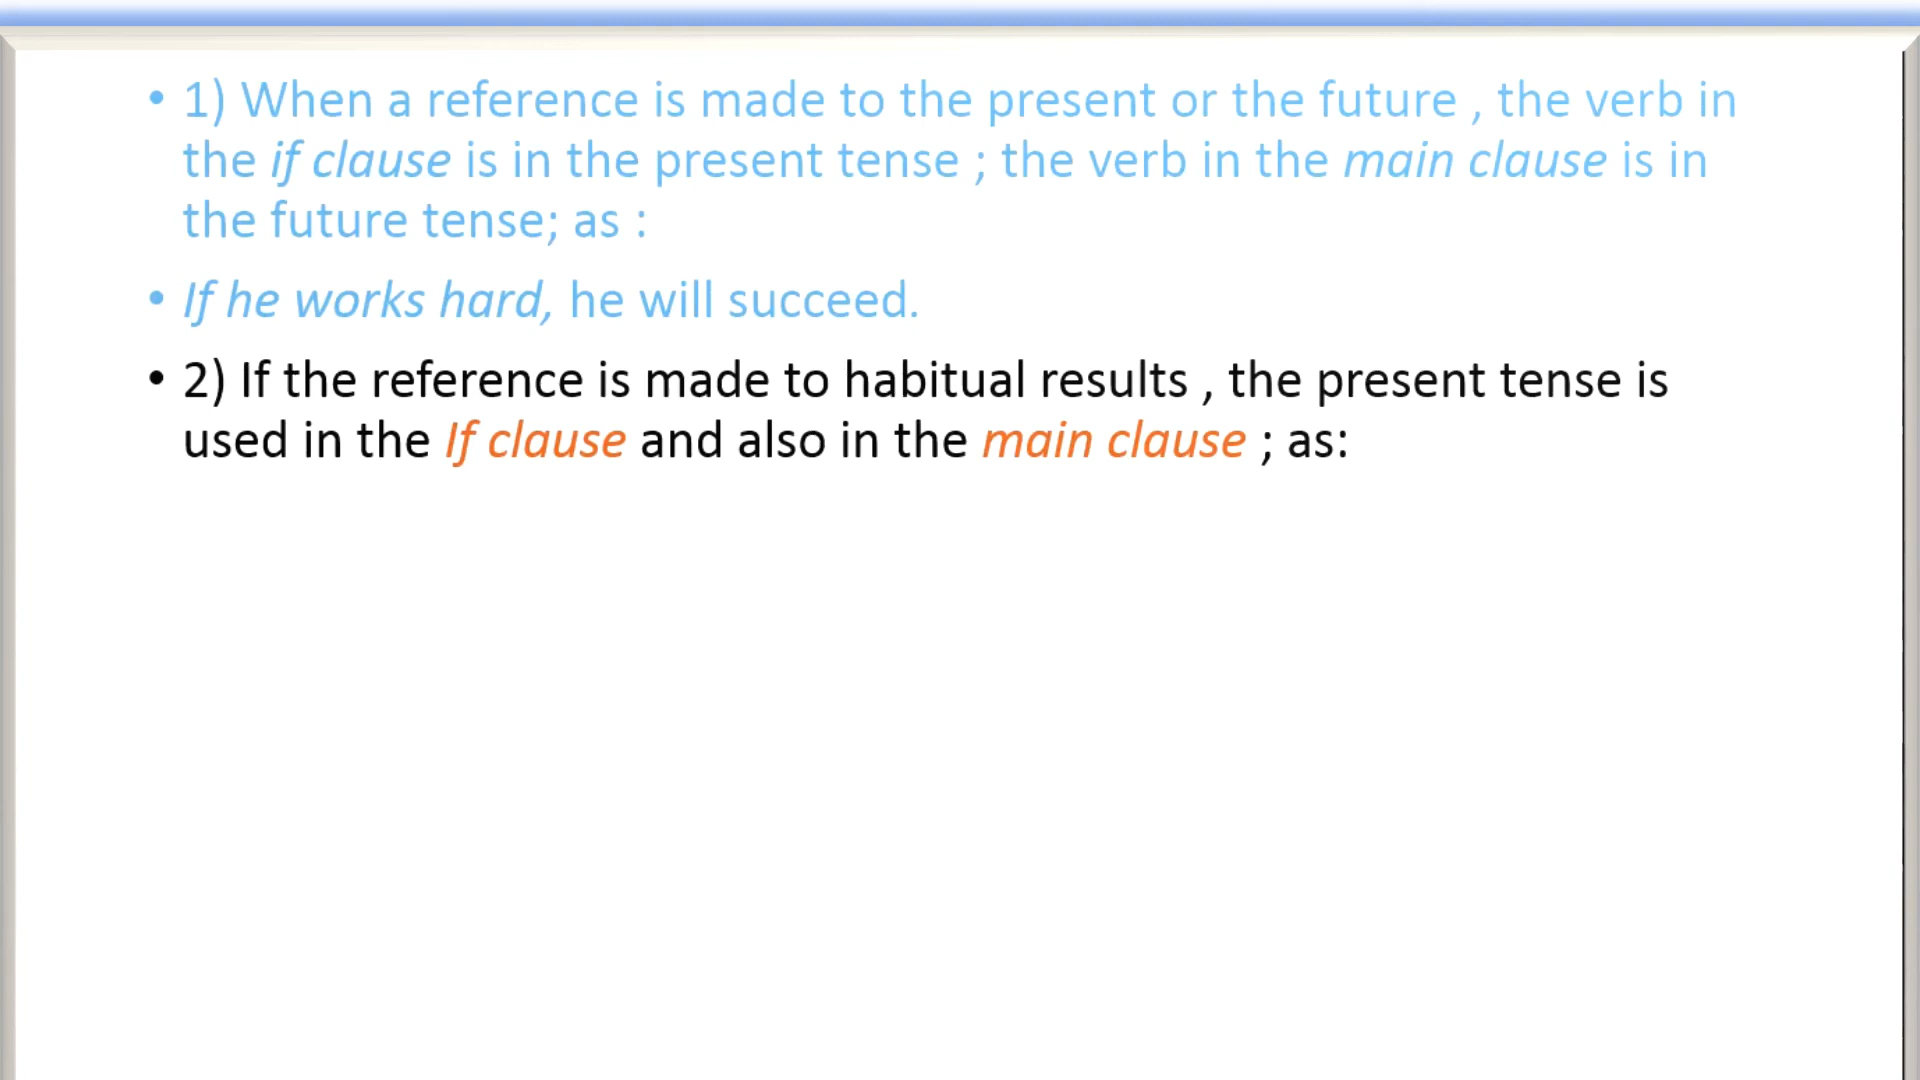 • 1) When a reference is made to the present or the future , the verb in
the if clause is in the present tense ; the verb in the main clause is in
the future tense; as :
• If he works hard, he will succeed.
• 2) If the reference is made to habitual results , the present tense is
used in the If clause and also in the main clause ; as: